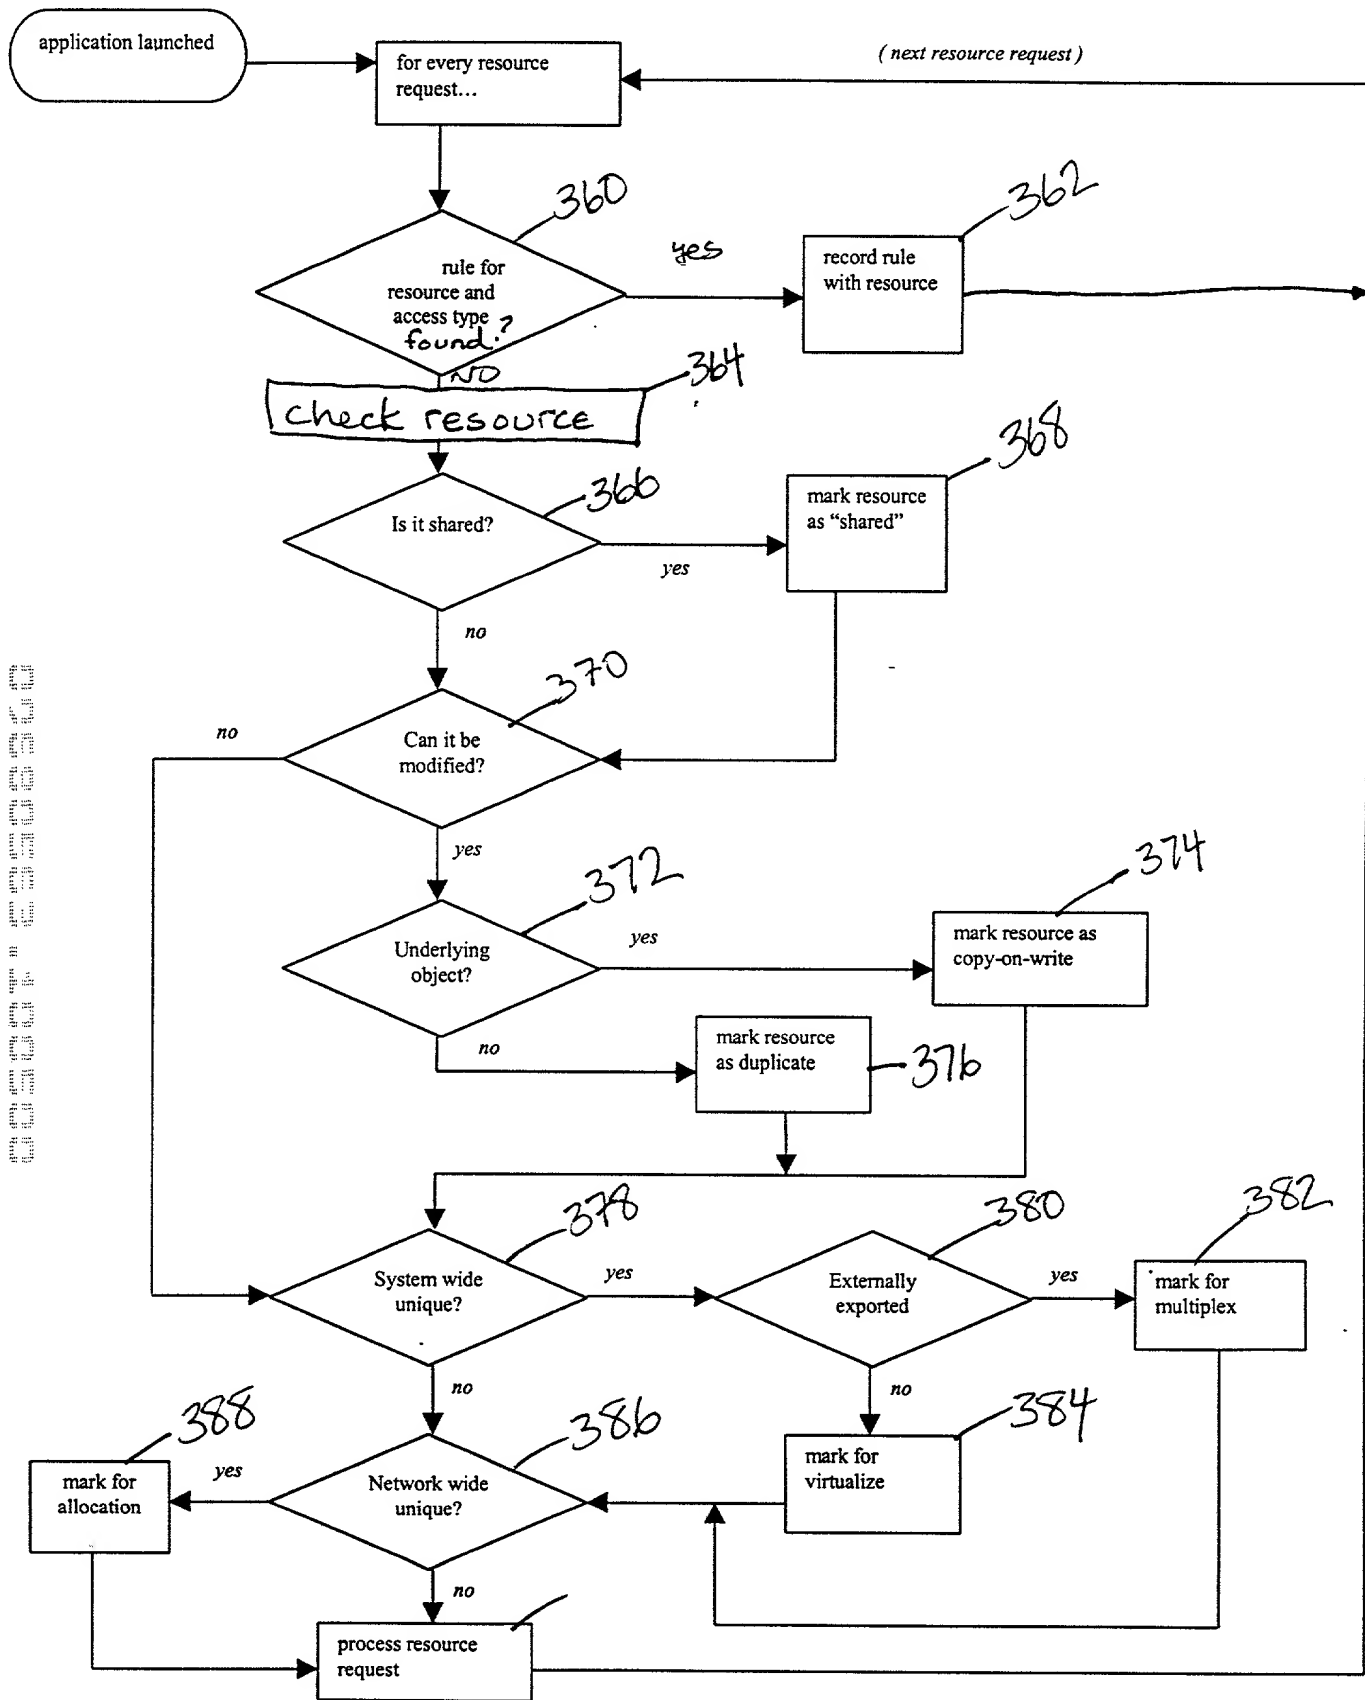 application launched
for every resource
request...
( next resource request )
360
362
rule for
resource and
access type
found?
yes
record rule
with resource
NO
364
check resource
366
368
Is it shared?
yes
mark resource
as “shared”
no
370
no
Can it be
modified?
yes
372
374
Underlying
object?
yes
mark resource as
copy-on-write
no
mark resource
as duplicate
376
378
380
382
System wide
unique?
yes
Externally
exported
yes
mark for
multiplex
no
no
388
386
384
mark for
allocation
yes
Network wide
unique?
mark for
virtualize
no
process resource
request